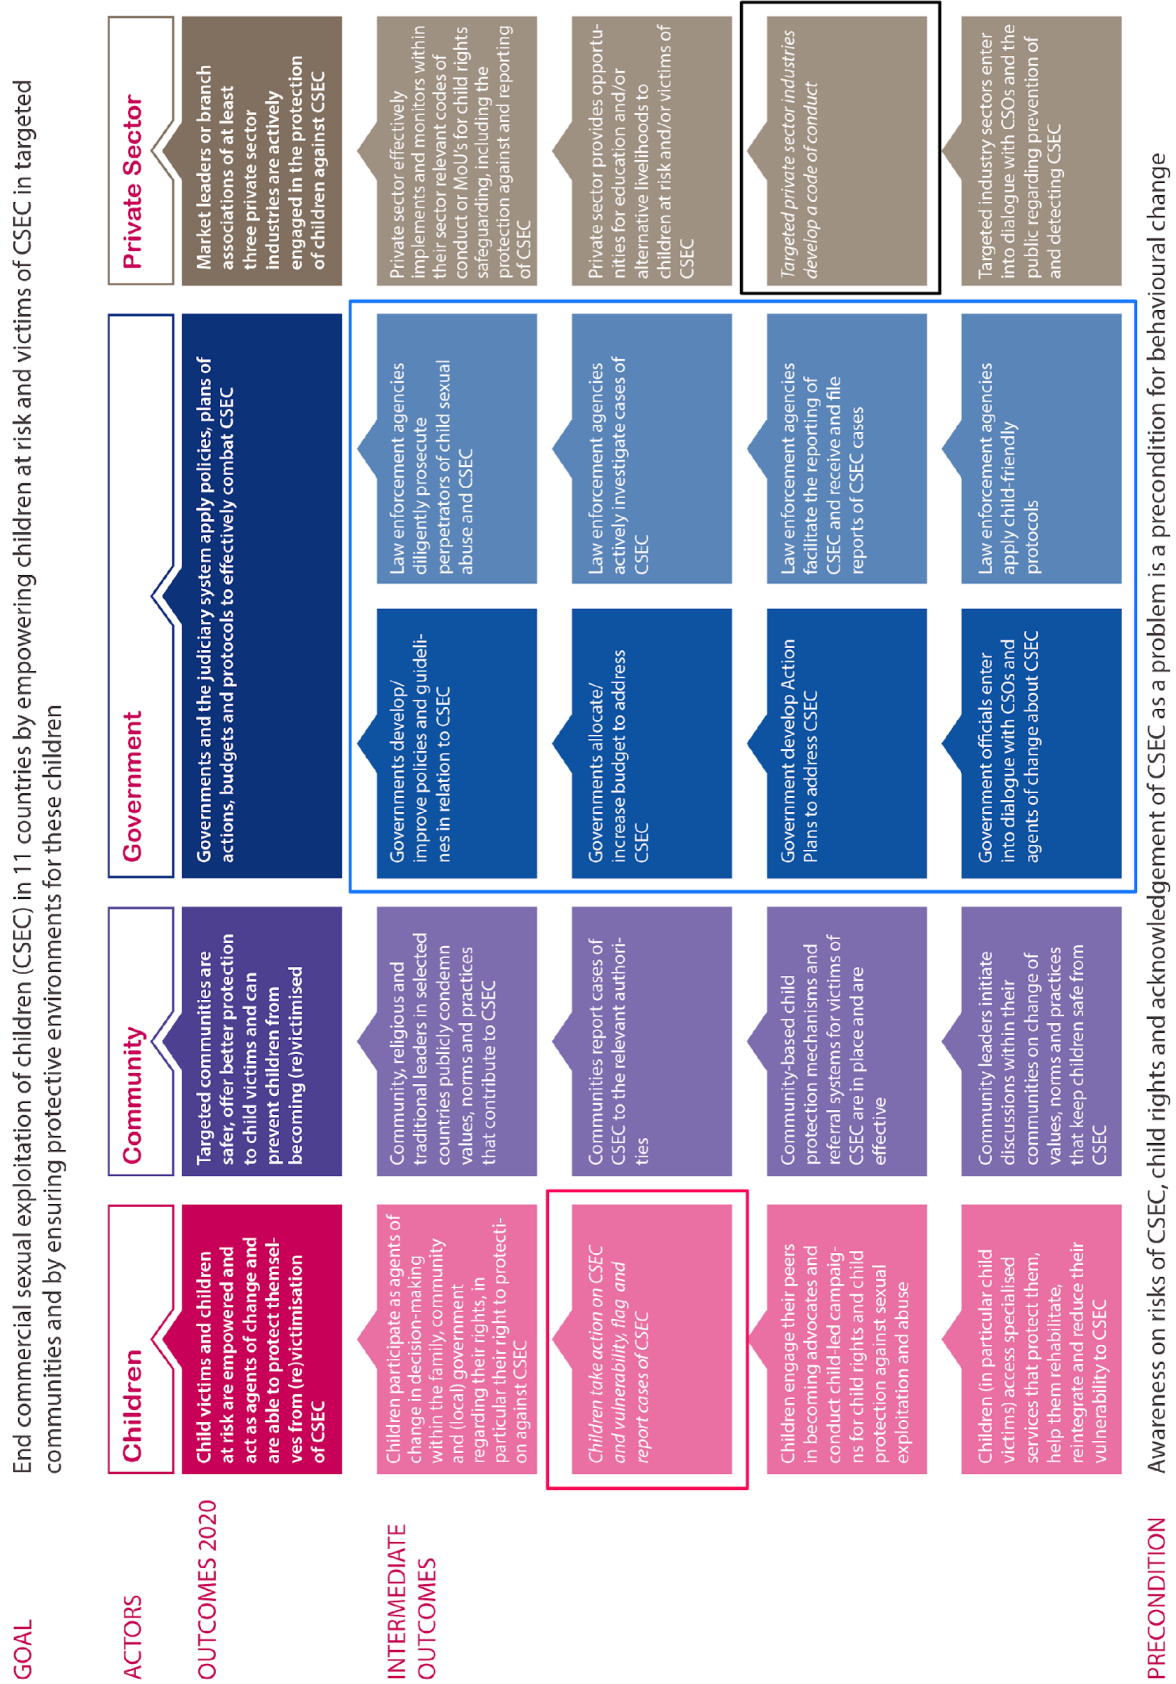 GOAL
End commercial sexual exploitation of children (CSEC) in 11 countries by empowering children at risk and victims of CSEC in targeted
communities and by ensuring protective environments for these children
ACTORS
Children
Community
Government
Private Sector
OUTCOMES 2020
Child victims and children
at risk are empowered and
act as agents of change and
are able to protect themsel-
ves from (re)victimisation
of CSEC
Targeted communities are
safer, offer better protection
to child victims and can
prevent children from
becoming (re)victimised
Governments and the judiciary system apply policies, plans of
actions, budgets and protocols to effectively combat CSEC
Market leaders or branch
associations of at least
three private sector
industries are actively
engaged in the protection
of children against CSEC
INTERMEDIATE
OUTCOMES
Children participate as agents of
change in decision-making
within the family, community
and (local) government
regarding their rights, in
particular their right to protecti-
on against CSEC
Community, religious and
traditional leaders in selected
countries publicly condemn
values, norms and practices
that contribute to CSEC
Governments develop/
improve policies and guideli-
nes in relation to CSEC
Law enforcement agencies
diligently prosecute
perpetrators of child sexual
abuse and CSEC
Private sector effectively
implements and monitors within
their sector relevant codes of
conduct or MoU's for child rights
safeguarding, including the
protection against and reporting
of CSEC
Children take action on CSEC
and vulnerability, flag and
report cases of CSEC
Communities report cases of
CSEC to the relevant authori-
ties
Governments allocate/
increase budget to address
CSEC
Law enforcement agencies
actively investigate cases of
CSEC
Private sector provides opportu-
nities for education and/or
alternative livelihoods to
children at risk and/or victims of
CSEC
Children engage their peers
in becoming advocates and
conduct child-led campaig-
ns for child rights and child
protection against sexual
exploitation and abuse
Community-based child
protection mechanisms and
referral systems for victims of
CSEC are in place and are
effective
Government develop Action
Plans to address CSEC
Law enforcement agencies
facilitate the reporting of
CSEC and receive and file
reports of CSEC cases
Targeted private sector industries
develop a code of conduct
Children (in particular child
victims) access specialised
services that protect them,
help them rehabilitate,
reintegrate and reduce their
vulnerability to CSEC
Community leaders initiate
discussions within their
communities on change of
values, norms and practices
that keep children safe from
CSEC
Government officials enter
into dialogue with CSOs and
agents of change about CSEC
Law enforcement agencies
apply child-friendly
protocols
Targeted industry sectors enter
into dialogue with CSOs and the
public regarding prevention of
and detecting CSEC
PRECONDITION
Awareness on risks of CSEC, child rights and acknowledgement of CSEC as a problem is a precondition for behavioural change